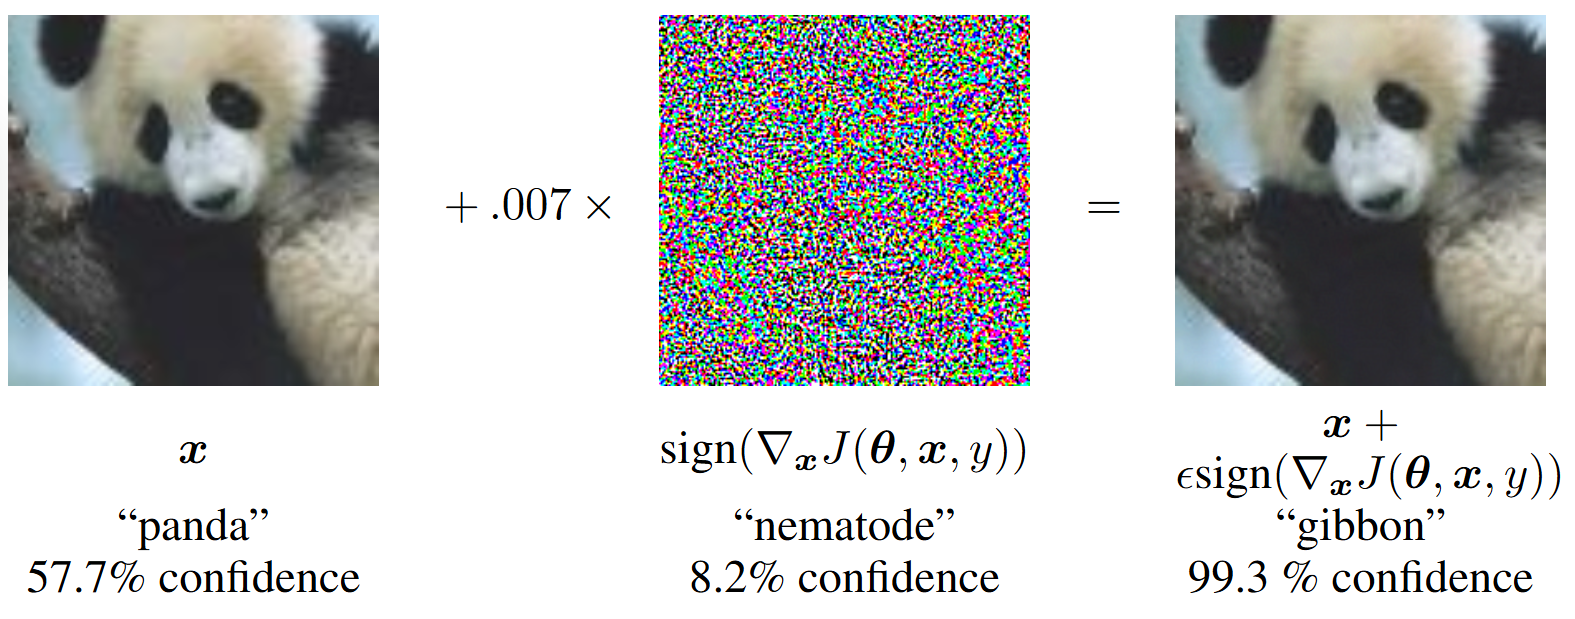 + .007 ×
=
x
sign(∇ₓJ(θ, x, y))
x +
ϵsign(∇ₓJ(θ, x, y))
“panda”
“nematode”
“gibbon”
57.7% confidence
8.2% confidence
99.3 % confidence